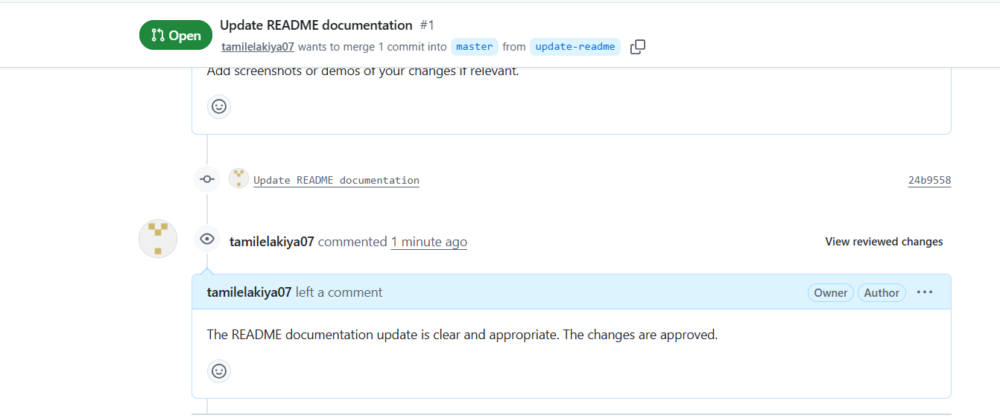 Open
Update README documentation #1
tamilelakiya07 wants to merge 1 commit into master from update-readme
Add screenshots or demos of your changes if relevant.
Update README documentation 24b9558
tamilelakiya07 commented 1 minute ago View reviewed changes
tamilelakiya07 left a comment Owner Author
The README documentation update is clear and appropriate. The changes are approved.